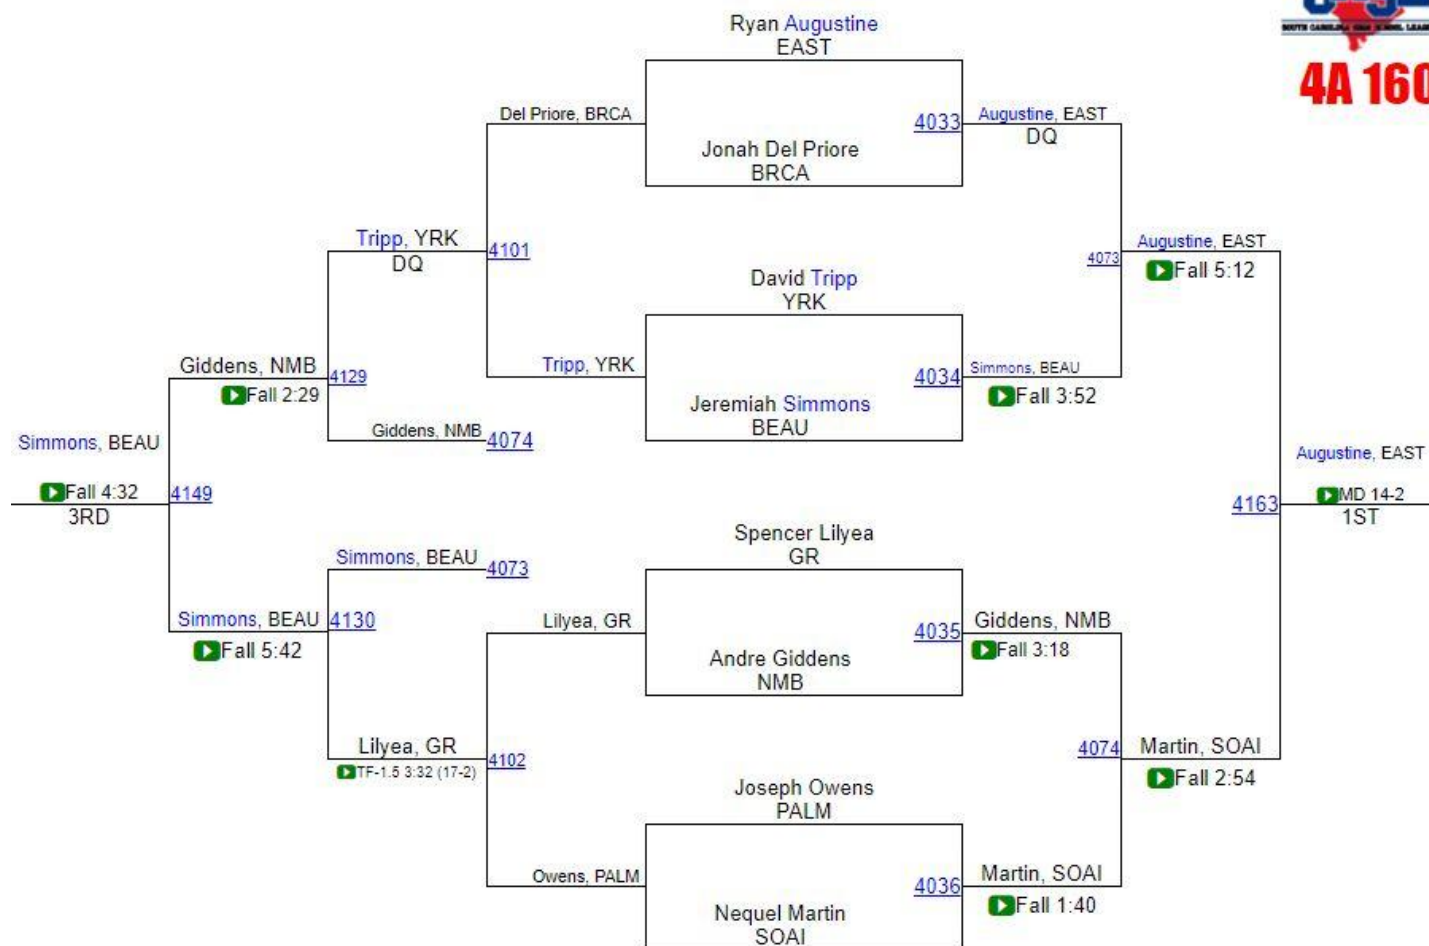 SOUTH CAROLINA HIGH SCHOOL LEAGUE
4A 160
Ryan Augustine
EAST
Del Priore, BRCA
4033
Augustine, EAST
DQ
Jonah Del Priore
BRCA
Tripp, YRK
DQ
4101
4073
Augustine, EAST
Fall 5:12
David Tripp
YRK
Giddens, NMB
Fall 2:29
4129
Tripp, YRK
4034
Simmons, BEAU
Fall 3:52
Jeremiah Simmons
BEAU
Giddens, NMB
4074
Simmons, BEAU
Fall 4:32
3RD
4149
Augustine, EAST
MD 14-2
1ST
4163
Spencer Lilyea
GR
Simmons, BEAU
4073
Simmons, BEAU
Fall 5:42
4130
Lilyea, GR
4035
Giddens, NMB
Fall 3:18
Andre Giddens
NMB
Lilyea, GR
TF-1.5 3:32 (17-2)
4102
4074
Martin, SOAI
Fall 2:54
Joseph Owens
PALM
Owens, PALM
4036
Martin, SOAI
Fall 1:40
Nequel Martin
SOAI